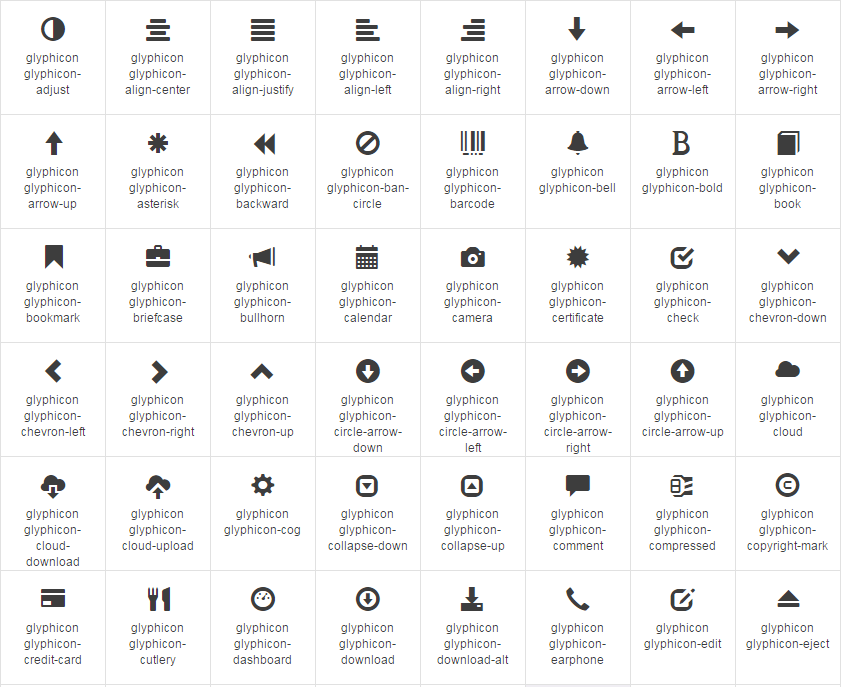 glyphicon
glyphicon-
adjust
glyphicon
glyphicon-
align-center
glyphicon
glyphicon-
align-justify
glyphicon
glyphicon-
align-left
glyphicon
glyphicon-
align-right
glyphicon
glyphicon-
arrow-down
glyphicon
glyphicon-
arrow-left
glyphicon
glyphicon-
arrow-right
glyphicon
glyphicon-
arrow-up
glyphicon
glyphicon-
asterisk
glyphicon
glyphicon-
backward
glyphicon
glyphicon-ban-
circle
glyphicon
glyphicon-
barcode
glyphicon
glyphicon-bell
B
glyphicon
glyphicon-bold
glyphicon
glyphicon-
book
glyphicon
glyphicon-
bookmark
glyphicon
glyphicon-
briefcase
glyphicon
glyphicon-
bullhorn
glyphicon
glyphicon-
calendar
glyphicon
glyphicon-
camera
glyphicon
glyphicon-
certificate
glyphicon
glyphicon-
check
glyphicon
glyphicon-
chevron-down
glyphicon
glyphicon-
chevron-left
glyphicon
glyphicon-
chevron-right
glyphicon
glyphicon-
chevron-up
glyphicon
glyphicon-
circle-arrow-
down
glyphicon
glyphicon-
circle-arrow-
left
glyphicon
glyphicon-
circle-arrow-
right
glyphicon
glyphicon-
circle-arrow-up
glyphicon
glyphicon-
cloud
glyphicon
glyphicon-
cloud-
download
glyphicon
glyphicon-
cloud-upload
glyphicon
glyphicon-cog
glyphicon
glyphicon-
collapse-down
glyphicon
glyphicon-
collapse-up
glyphicon
glyphicon-
comment
glyphicon
glyphicon-
compressed
©
glyphicon
glyphicon-
copyright-mark
glyphicon
glyphicon-
credit-card
glyphicon
glyphicon-
cutlery
glyphicon
glyphicon-
dashboard
glyphicon
glyphicon-
download
glyphicon
glyphicon-
download-alt
glyphicon
glyphicon-
earphone
glyphicon
glyphicon-edit
glyphicon
glyphicon-eject